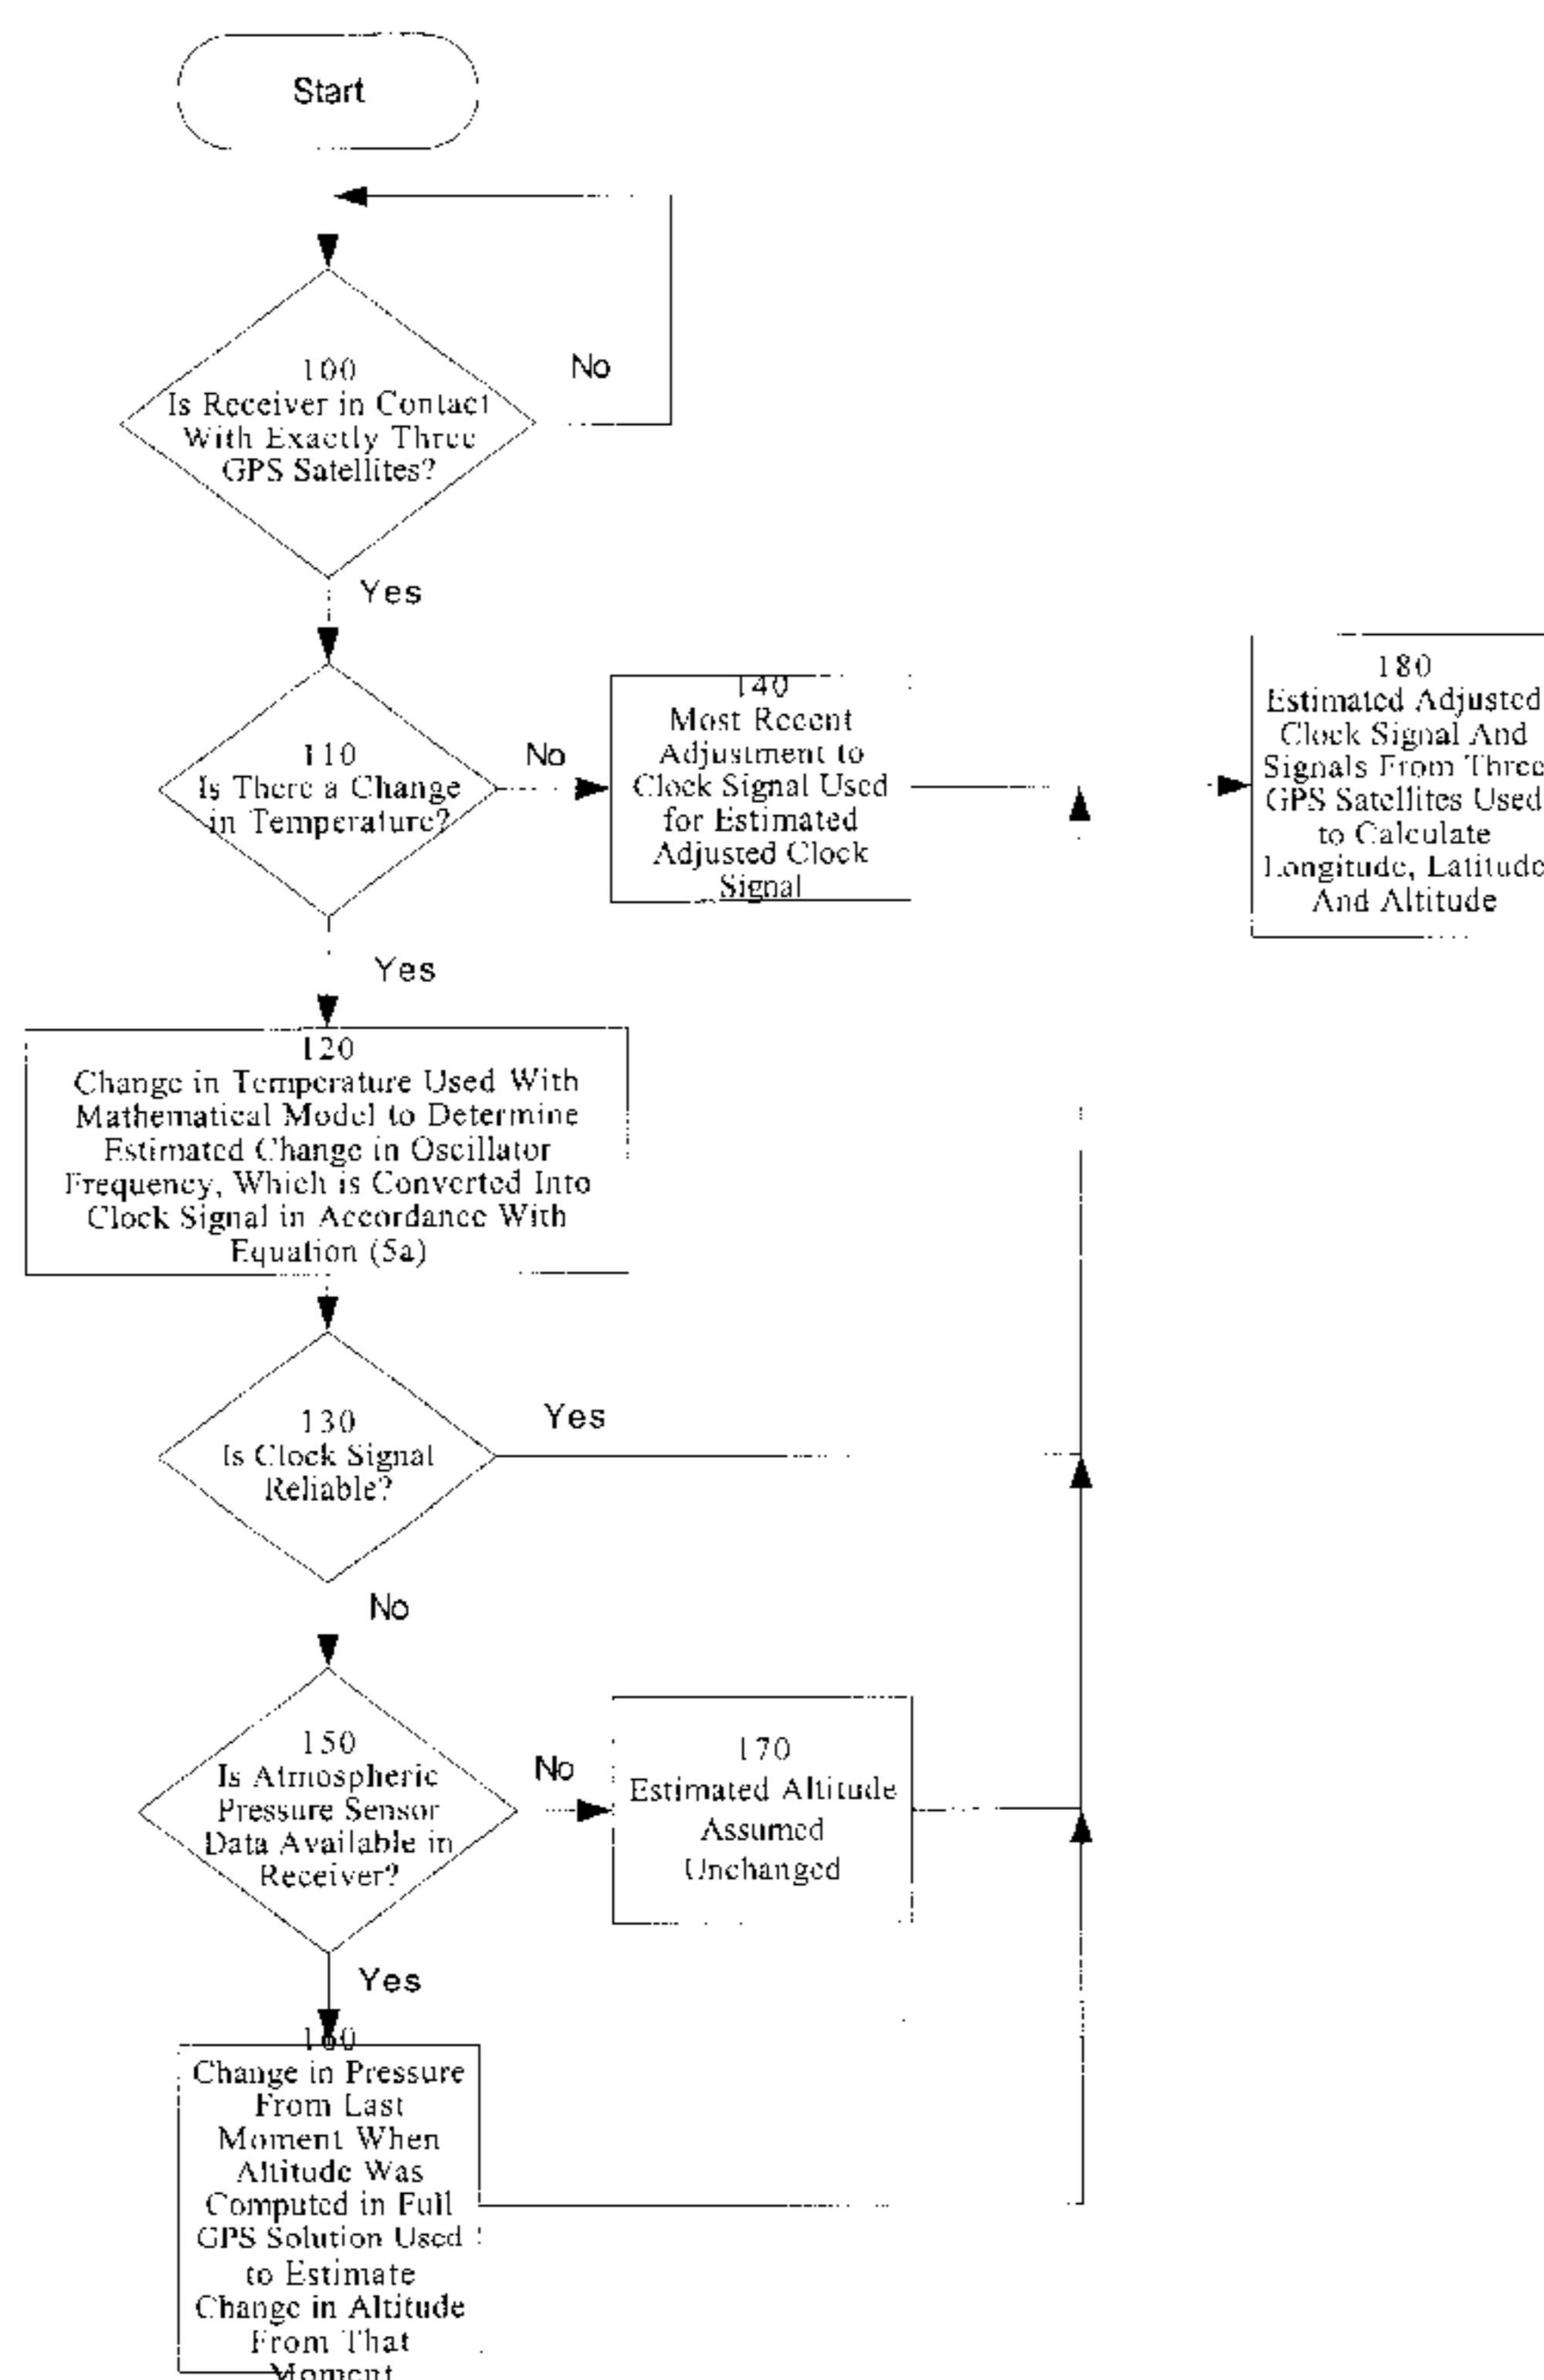 Start
100
Is Receiver in Contact
With Exactly Three
GPS Satellites?
No
Yes
110
Is There a Change
in Temperature?
No
140
Most Recent
Adjustment to
Clock Signal Used
for Estimated
Adjusted Clock
Signal
180
Estimated Adjusted
Clock Signal And
Signals From Three
GPS Satellites Used
to Calculate
Longitude, Latitude
And Altitude
Yes
120
Change in Temperature Used With
Mathematical Model to Determine
Estimated Change in Oscillator
Frequency, Which is Converted Into
Clock Signal in Accordance With
Equation (5a)
130
Is Clock Signal
Reliable?
Yes
No
150
Is Atmospheric
Pressure Sensor
Data Available in
Receiver?
No
170
Estimated Altitude
Assumed
Unchanged
Yes
160
Change in Pressure
From Last
Moment When
Altitude Was
Computed in Full
GPS Solution Used
to Estimate
Change in Altitude
From That
Moment